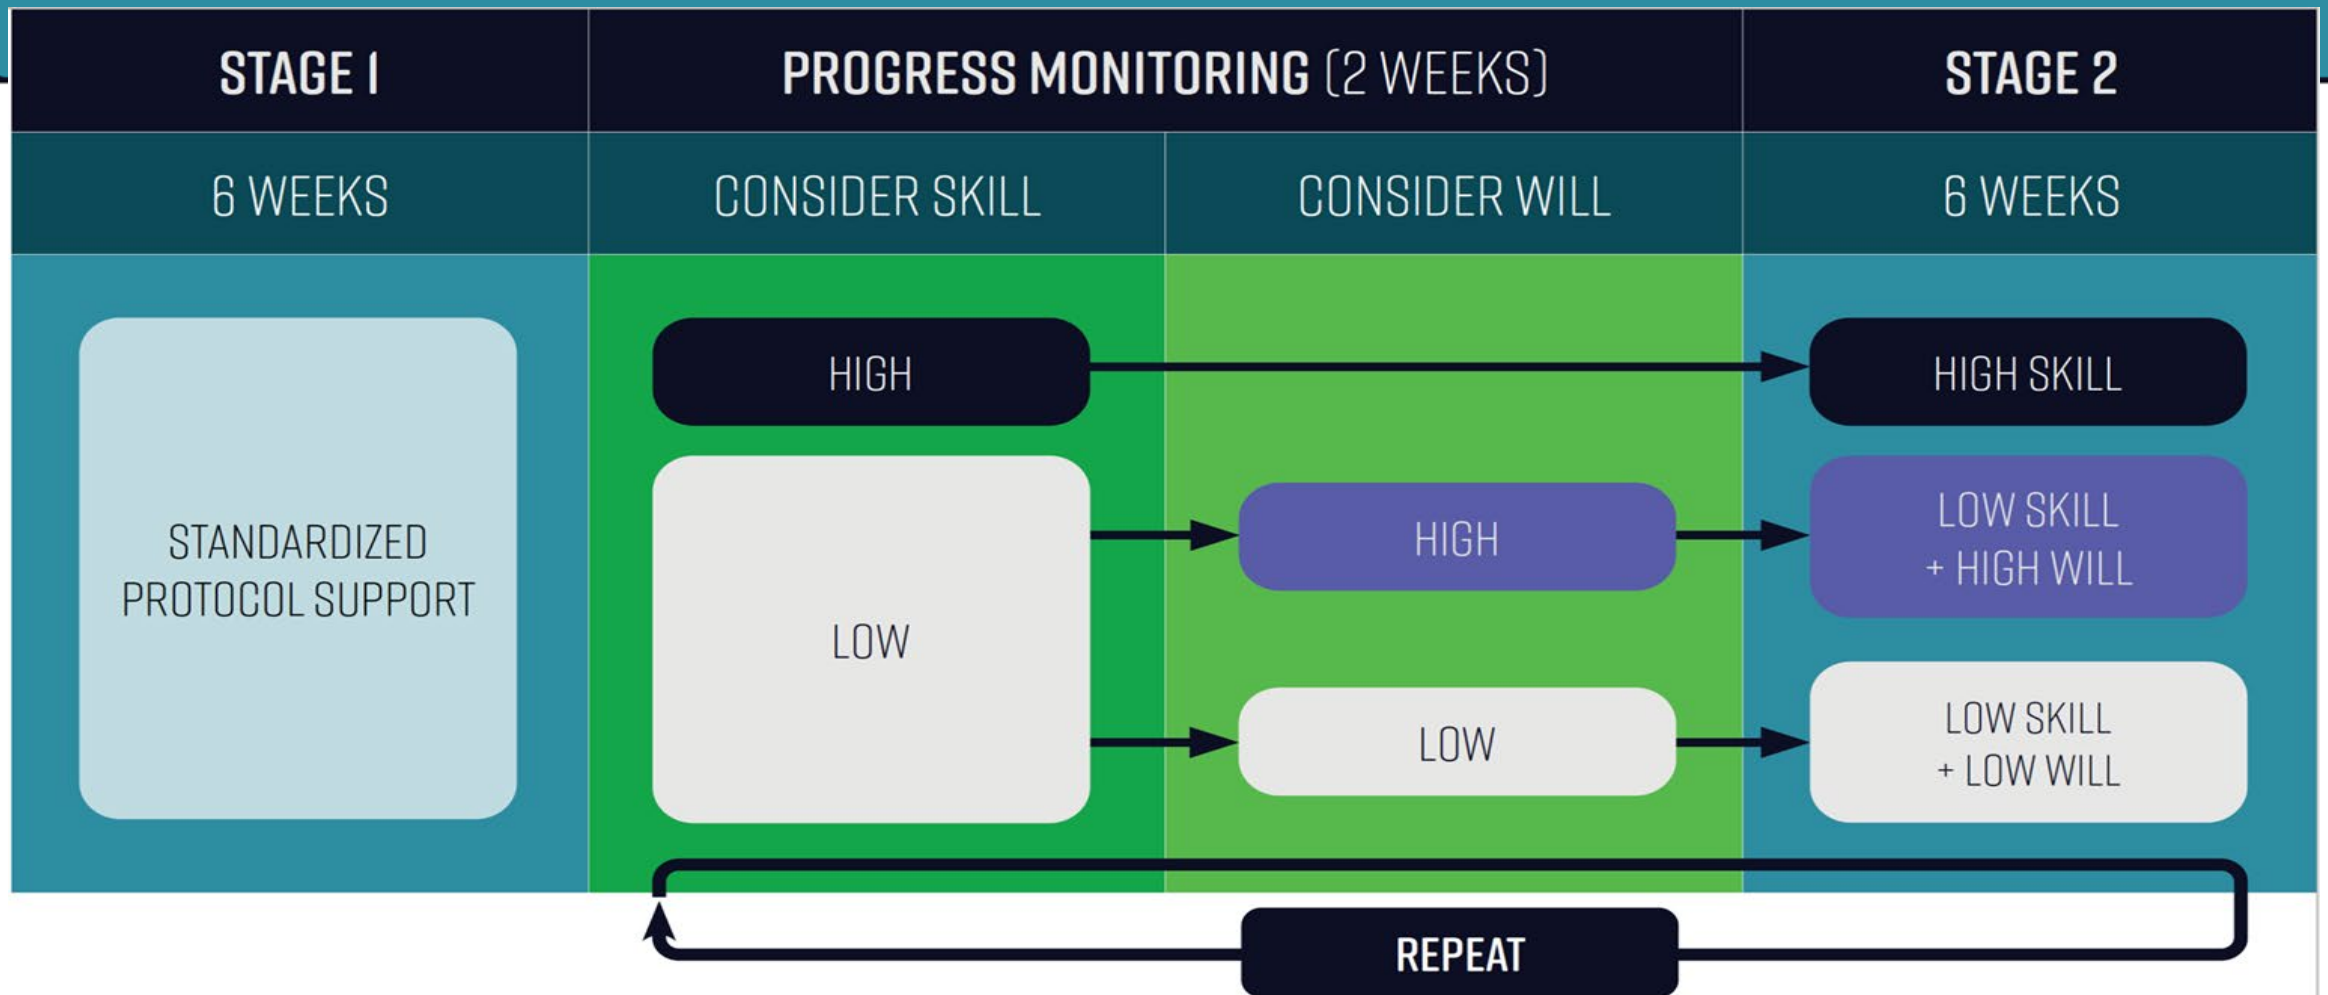 STAGE 1
PROGRESS MONITORING (2 WEEKS)
STAGE 2
6 WEEKS
CONSIDER SKILL
CONSIDER WILL
6 WEEKS
STANDARDIZED
PROTOCOL SUPPORT
HIGH
HIGH SKILL
LOW
HIGH
LOW SKILL
+ HIGH WILL
LOW
LOW SKILL
+ LOW WILL
REPEAT